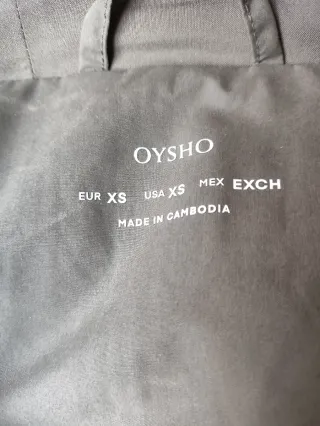 OYSHO
EUR XS USA XS MEX EXCH
MADE IN CAMBODIA